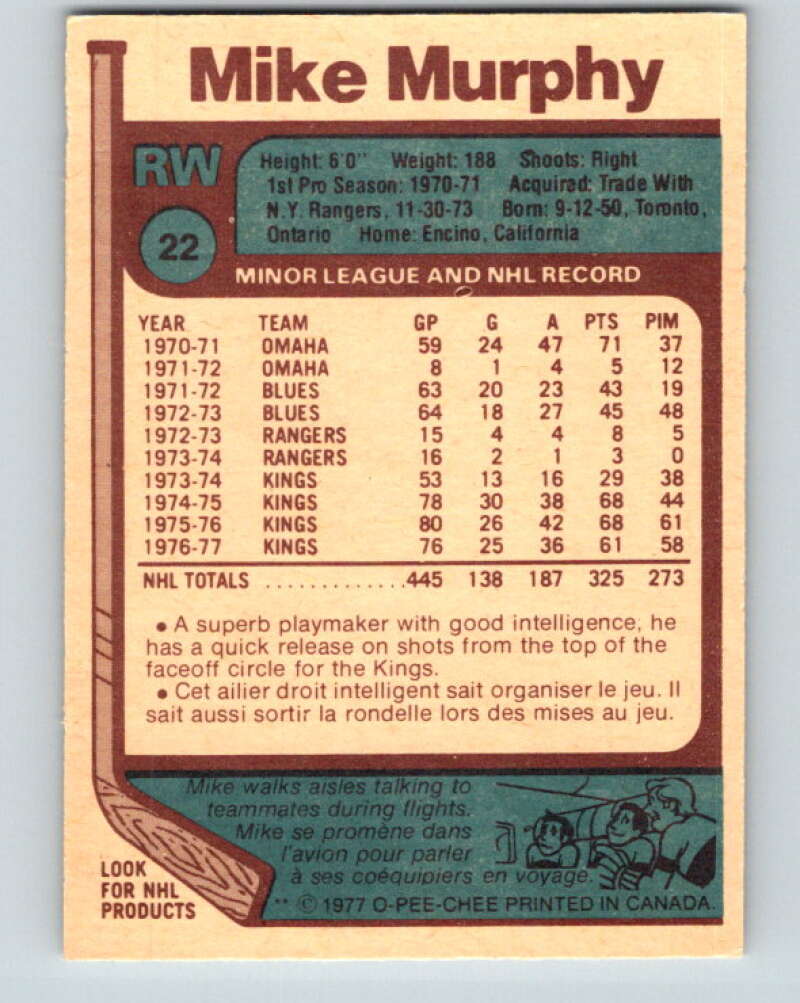 Mike Murphy
RW
Height: 6'0" Weight: 188 Shoots: Right
1st Pro Season: 1970-71 Acquired: Trade With
N.Y. Rangers, 11-30-73 Born: 9-12-50, Toronto,
Ontario Home: Encino, California
22
MINOR LEAGUE AND NHL RECORD
YEAR TEAM GP G A PTS PIM
1970-71 OMAHA 59 24 47 71 37
1971-72 OMAHA 8 1 4 5 12
1971-72 BLUES 63 20 23 43 19
1972-73 BLUES 64 18 27 45 48
1972-73 RANGERS 15 4 4 8 5
1973-74 RANGERS 16 2 1 3 0
1973-74 KINGS 53 13 16 29 38
1974-75 KINGS 78 30 38 68 44
1975-76 KINGS 80 26 42 68 61
1976-77 KINGS 76 25 36 61 58
NHL TOTALS .............445 138 187 325 273
• A superb playmaker with good intelligence, he
has a quick release on shots from the top of the
faceoff circle for the Kings.
• Cet ailier droit intelligent sait organiser le jeu. Il
sait aussi sortir la rondelle lors des mises au jeu.
Mike walks aisles talking to
teammates during flights.
Mike se promène dans
l'avion pour parler
à ses coéquipiers en voyage.
LOOK
FOR NHL
PRODUCTS
** © 1977 O-PEE-CHEE PRINTED IN CANADA.